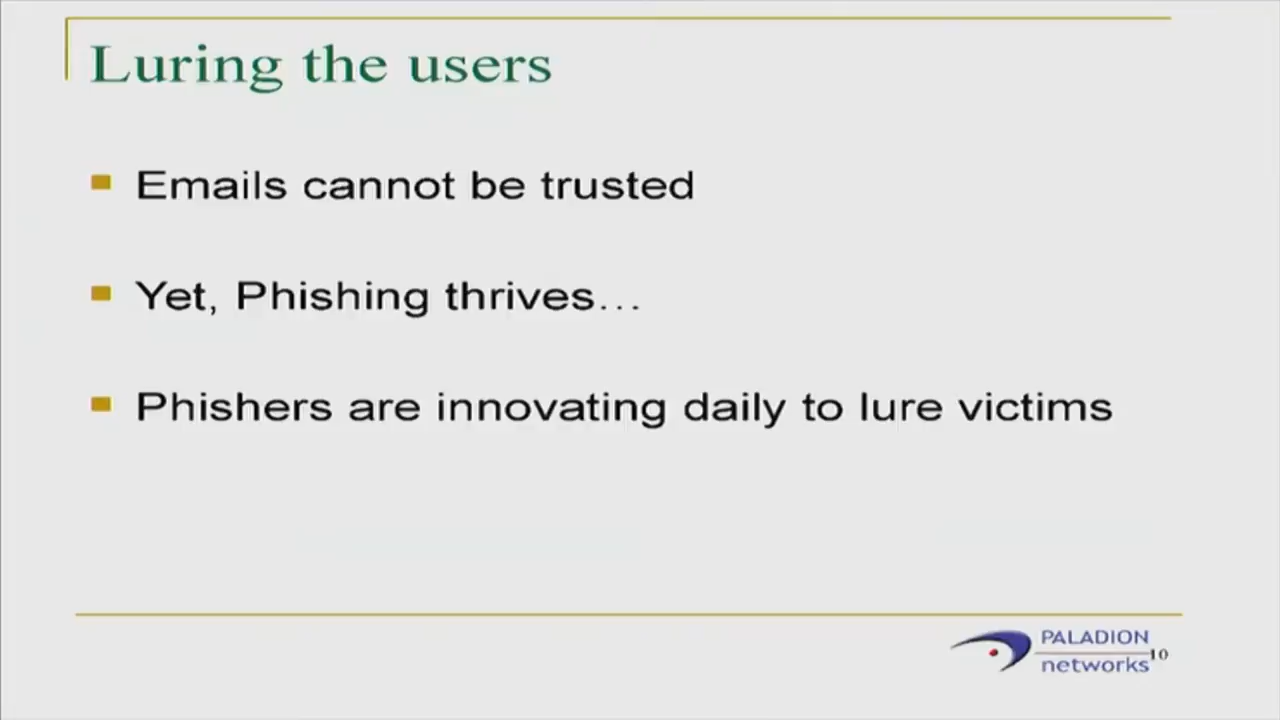 Luring the users
Emails cannot be trusted
Yet, Phishing thrives...
Phishers are innovating daily to lure victims
PALADION
networks
10